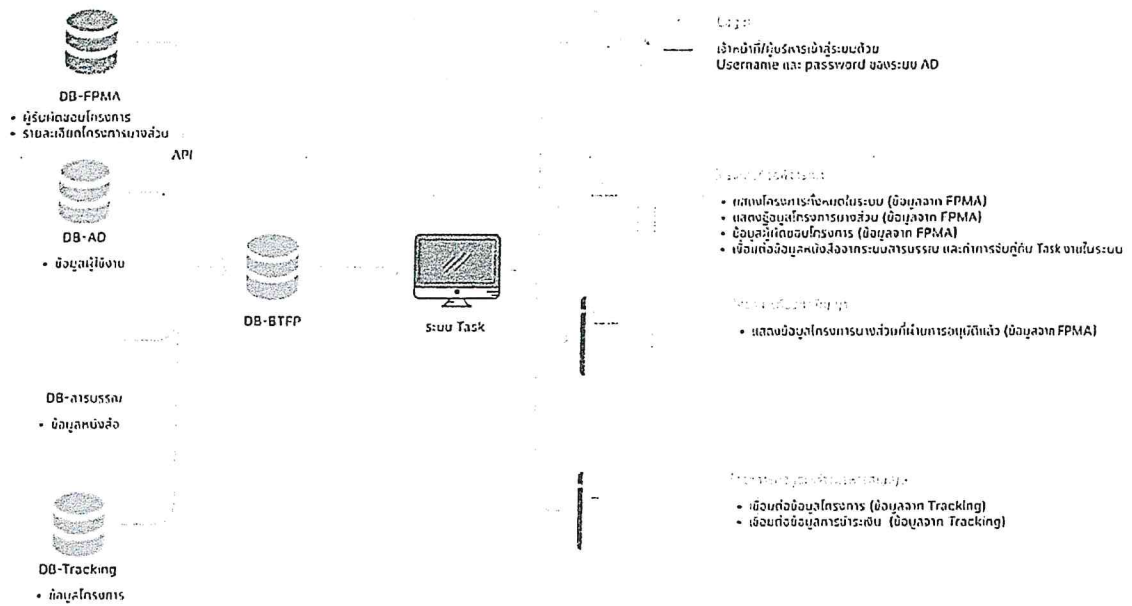 DB-FPMA
• ผู้รับผิดชอบโครงการ
• รายละเอียดโครงการบางส่วน
API
DB-AD
• ข้อมูลผู้ใช้งาน
DB-สารบรรณ
• ข้อมูลหนังสือ
DB-Tracking
• ข้อมูลโครงการ
DB-BTFP
ระบบ Task
Login
เจ้าหน้าที่/ผู้บริหารเข้าสู่ระบบด้วย
Username และ password ของระบบ AD
• แสดงโครงการทั้งหมดในระบบ (ข้อมูลจาก FPMA)
• แสดงข้อมูลโครงการบางส่วน (ข้อมูลจาก FPMA)
• ข้อมูลผู้ผิดชอบโครงการ (ข้อมูลจาก FPMA)
• เชื่อมต่อข้อมูลหนังสือจากระบบสารบรรณ และทำการจับคู่กับ Task งานในระบบ
• แสดงข้อมูลโครงการบางส่วนที่ผ่านการอนุมัติแล้ว (ข้อมูลจาก FPMA)
• เชื่อมต่อข้อมูลโครงการ (ข้อมูลจาก Tracking)
• เชื่อมต่อข้อมูลการชำระเงิน (ข้อมูลจาก Tracking)